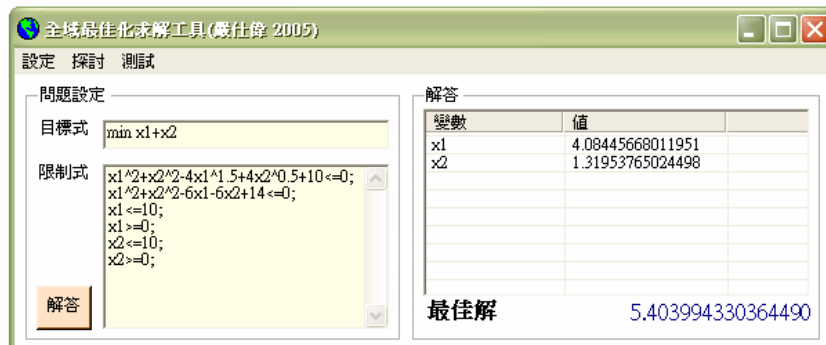 全域最佳化求解工具(嚴仕偉 2005)
設定 探討 測試
問題設定
目標式
min x1+x2
限制式
x1^2+x2^2-4x1^1.5+4x2^0.5+10<=0;
x1^2+x2^2-6x1-6x2+14<=0;
x1<=10;
x1>=0;
x2<=10;
x2>=0;
解答
解答
變數 值
x1 4.08445668011951
x2 1.31953765024498
最佳解 5.403994330364490